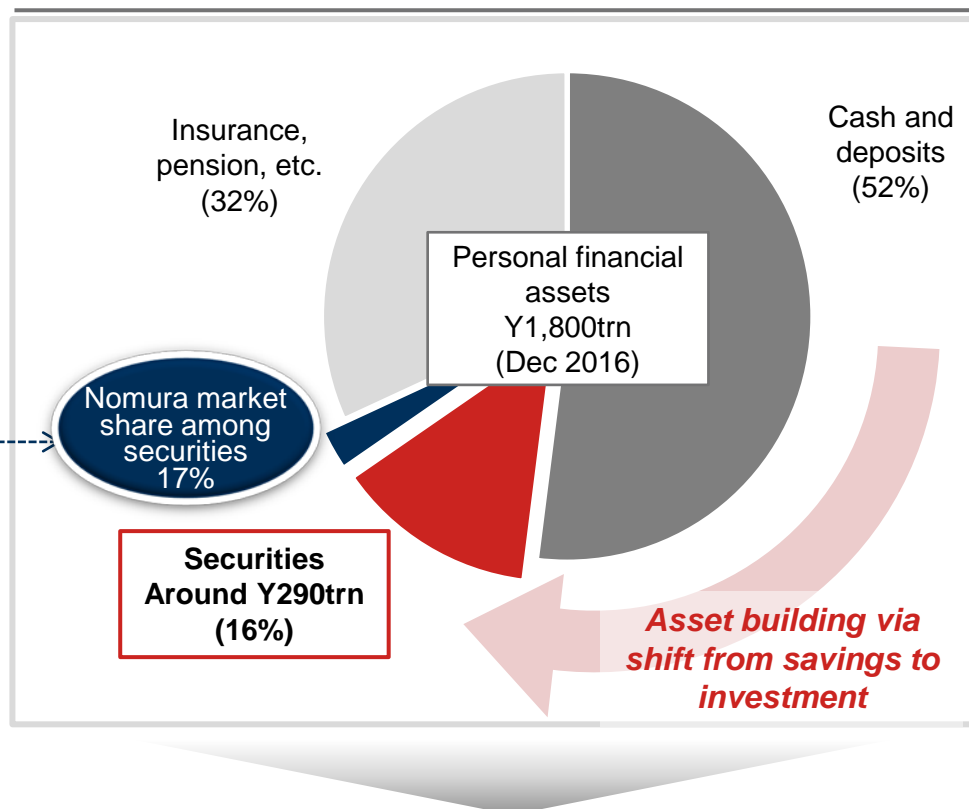 Insurance,
pension, etc.
(32%)
Cash and
deposits
(52%)
Personal financial
assets
Y1,800trn
(Dec 2016)
Nomura market
share among
securities
17%
Securities
Around Y290trn
(16%)
Asset building via
shift from savings to
investment